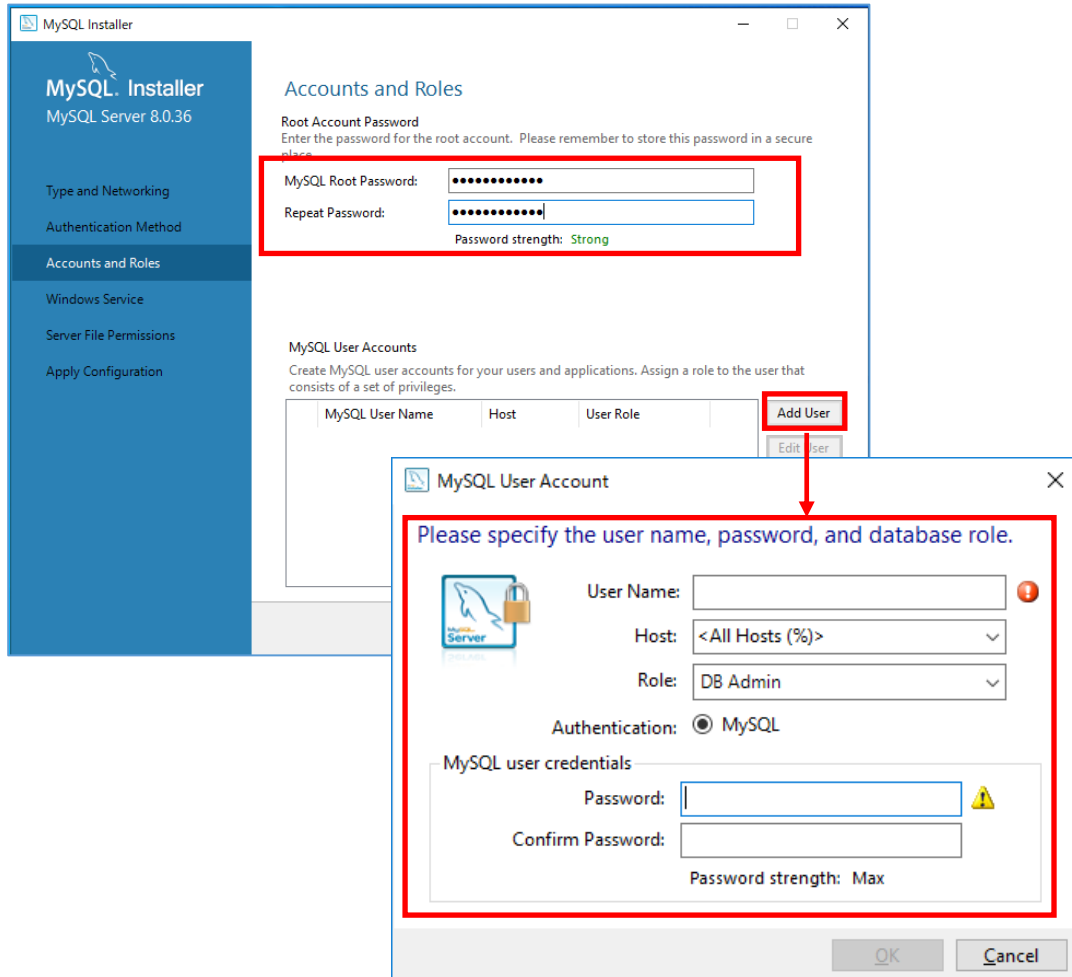 MySQL Installer
MySQL. Installer
MySQL Server 8.0.36
Type and Networking
Authentication Method
Accounts and Roles
Windows Service
Server File Permissions
Apply Configuration
Accounts and Roles
Root Account Password
Enter the password for the root account. Please remember to store this password in a secure
place.
MySQL Root Password: ●●●●●●●●●●●●
Repeat Password: ●●●●●●●●●●●●
Password strength: Strong
MySQL User Accounts
Create MySQL user accounts for your users and applications. Assign a role to the user that
consists of a set of privileges.
MySQL User Name Host User Role
Add User
Edit User
MySQL User Account
Please specify the user name, password, and database role.
MySQL
Server
User Name:
Host: <All Hosts (%)>
Role: DB Admin
Authentication: MySQL
MySQL user credentials
Password:
Confirm Password:
Password strength: Max
OK Cancel